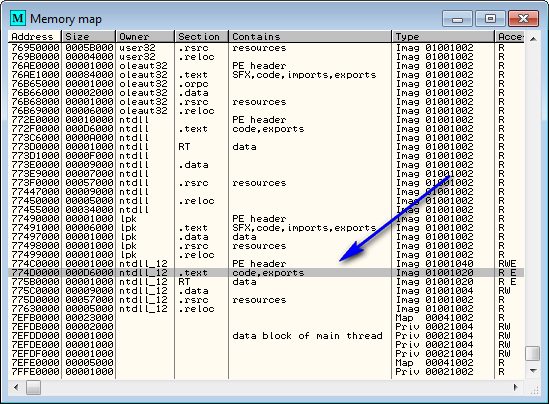 M Memory map
Address Size Owner Section Contains Type Acce
76950000 0005B000 user32 .rsrc resources Imag 01001002 R
769B0000 00004000 user32 .reloc Imag 01001002 R
76AE0000 00001000 oleaut32 PE header Imag 01001002 R
76AE1000 00084000 oleaut32 .text SFX,code,imports,exports Imag 01001002 R
76B65000 00001000 oleaut32 .orpc Imag 01001002 R
76B66000 00002000 oleaut32 .data Imag 01001002 R
76B68000 00001000 oleaut32 .rsrc resources Imag 01001002 R
76B69000 00006000 oleaut32 .reloc Imag 01001002 R
772E0000 00010000 ntdll PE header Imag 01001002 R
772F0000 000D6000 ntdll .text code,exports Imag 01001002 R
773C6000 0000A000 ntdll Imag 01001002 R
773D0000 00001000 ntdll RT data Imag 01001002 R
773D1000 0000F000 ntdll Imag 01001002 R
773E0000 00009000 ntdll .data Imag 01001002 R
773E9000 00007000 ntdll Imag 01001002 R
773F0000 00057000 ntdll .rsrc resources Imag 01001002 R
77447000 00009000 ntdll Imag 01001002 R
77450000 00005000 ntdll .reloc Imag 01001002 R
77455000 00034000 ntdll Imag 01001002 R
77490000 00001000 lpk PE header Imag 01001002 R
77491000 00006000 lpk .text SFX,code,imports,exports Imag 01001002 R
77497000 00001000 lpk .data data Imag 01001002 R
77498000 00001000 lpk .rsrc resources Imag 01001002 R
77499000 00001000 lpk .reloc Imag 01001002 R
774C0000 00001000 ntdll_12 PE header Imag 01001040 RWE
774D0000 000D6000 ntdll_12 .text code,exports Imag 01001020 R E
775B0000 00001000 ntdll_12 RT data Imag 01001020 R E
775C0000 00009000 ntdll_12 .data Imag 01001004 RW
775D0000 00057000 ntdll_12 .rsrc resources Imag 01001002 R
77630000 00005000 ntdll_12 .reloc Imag 01001002 R
7EFB0000 00023000 Map 00041002 R
7EFDB000 00002000 Priv 00021004 RW
7EFDD000 00001000 data block of main thread Priv 00021004 RW
7EFDE000 00001000 Priv 00021004 RW
7EFDF000 00001000 Priv 00021004 RW
7EFE0000 00005000 Map 00041002 R
7FFE0000 00001000 Priv 00021002 R